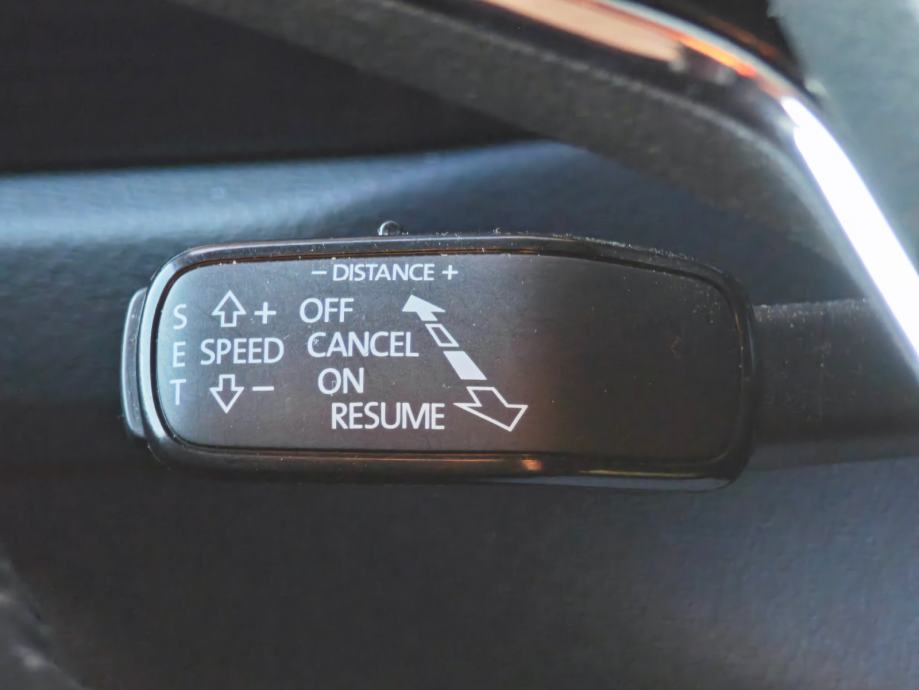 − DISTANCE +
S + OFF
E SPEED CANCEL
T − ON
RESUME